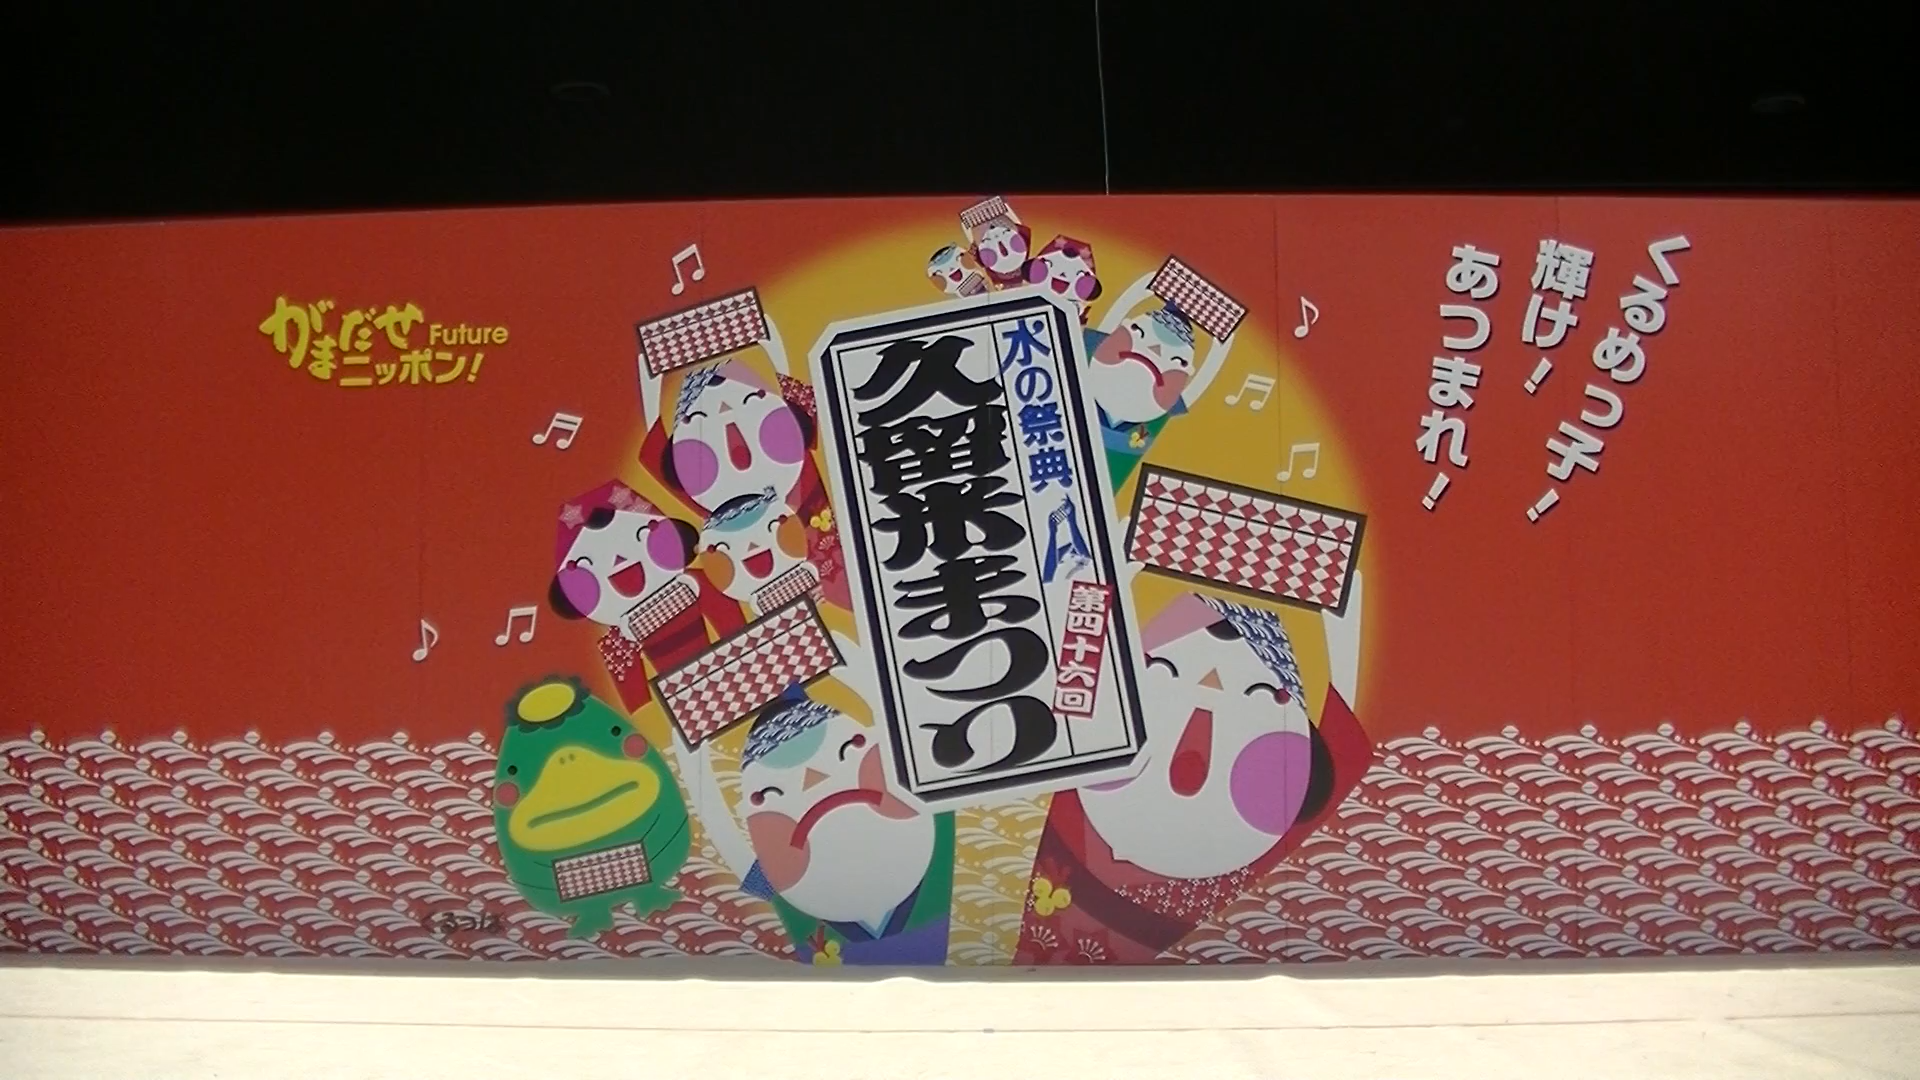 くるめっ子!
輝け!
あつまれ!
水の祭典
久留米まつり
第四十六回
がまだせ
Future
ニッポン!
くるっぱ